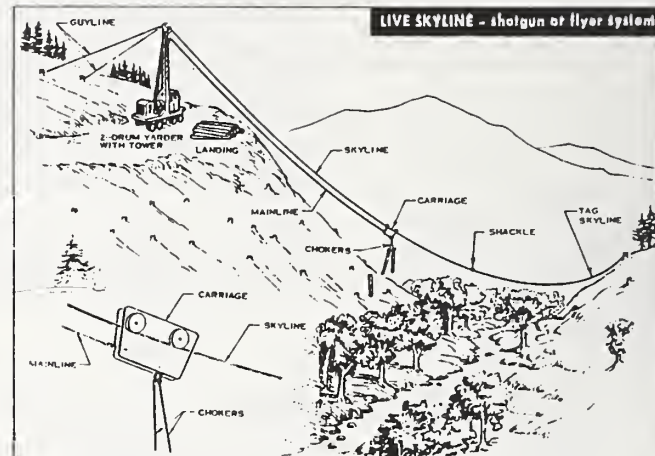 LIVE SKYLINE - shotgun or flyer system
GUYLINE
2-DRUM YARDER
WITH TOWER
LANDING
SKYLINE
MAINLINE
CARRIAGE
CHOKERS
SHACKLE
TAG
SKYLINE
CARRIAGE
SKYLINE
MAINLINE
CHOKERS